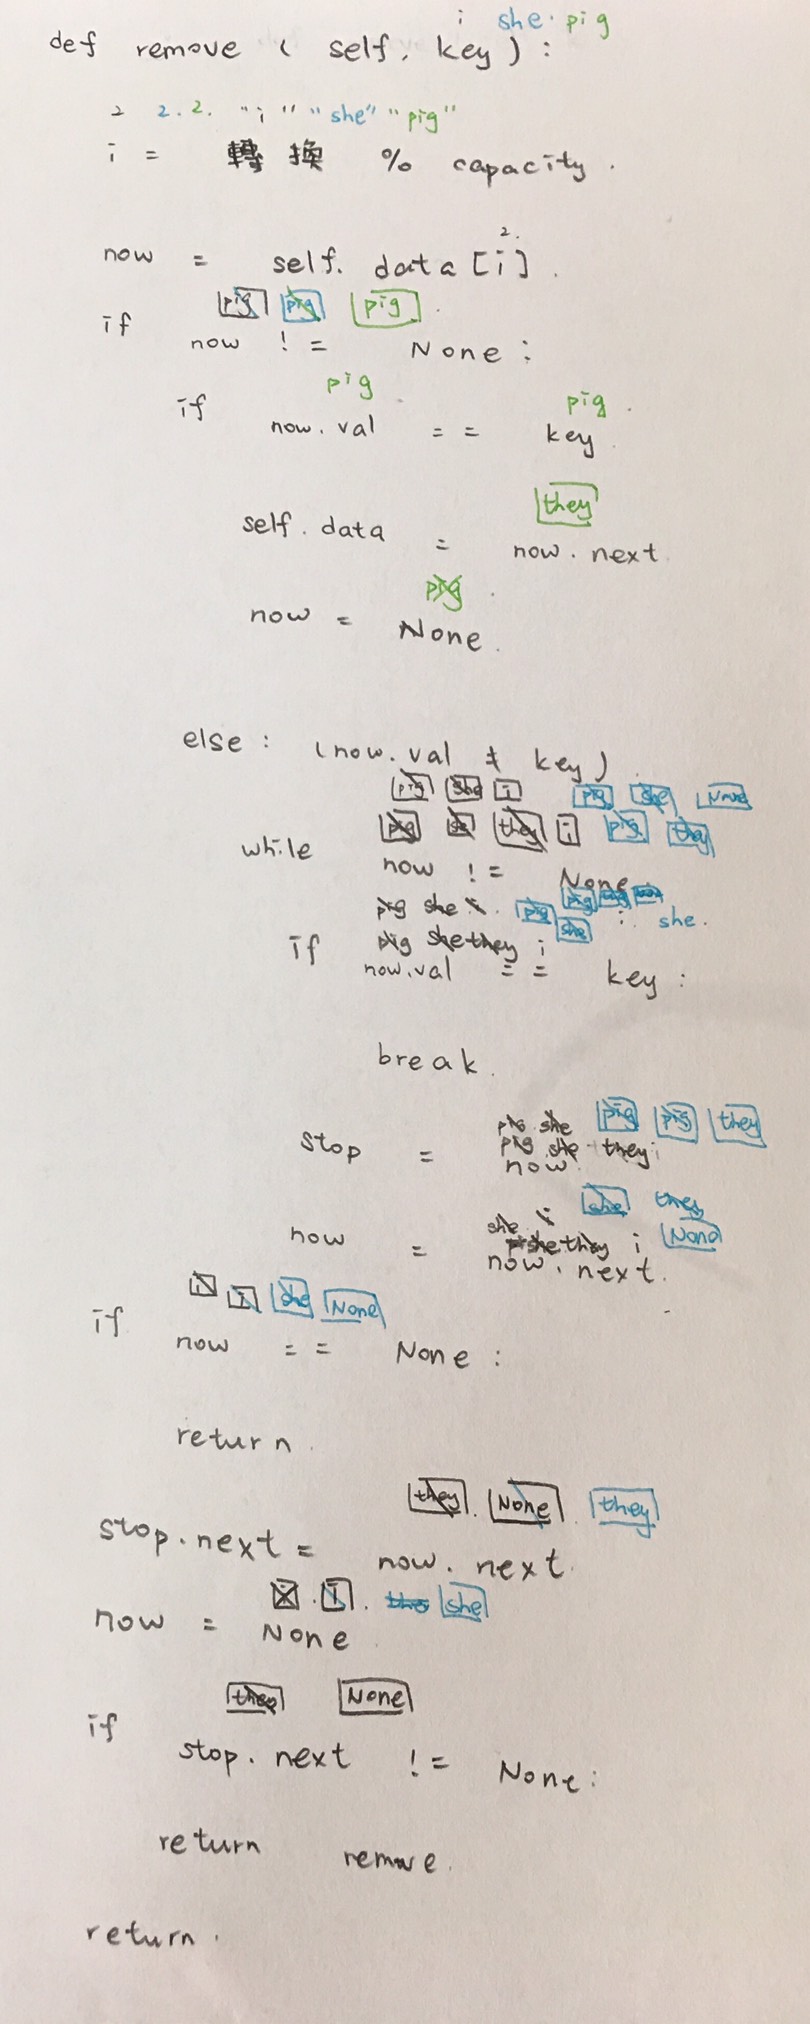 i she. pig
def remove ( self, key ) :
2 2. 2. "i" "she" "pig"
i = 轉換 % capacity .
2.
now = self. data [ i ] .
pig pig pig .
if now ! = None :
pig pig .
if now. val = = key .
they
self. data = now. next
pig .
now = None .
else : ( now. val ≠ key ) .
pig she i pig she None
pig she they i pig they
while now ! = None
pig she i. pig pig i. she.
pig she they i she
if now.val = = key :
break .
pig she pig pig they
pig she they i
stop = now
she i she they
she they i None
now = now. next .
i i she None
if now = = None :
return .
they . None . they
stop. next = now. next .
i . i . she
now = None
they None
if stop. next ! = None :
return remove .
return .